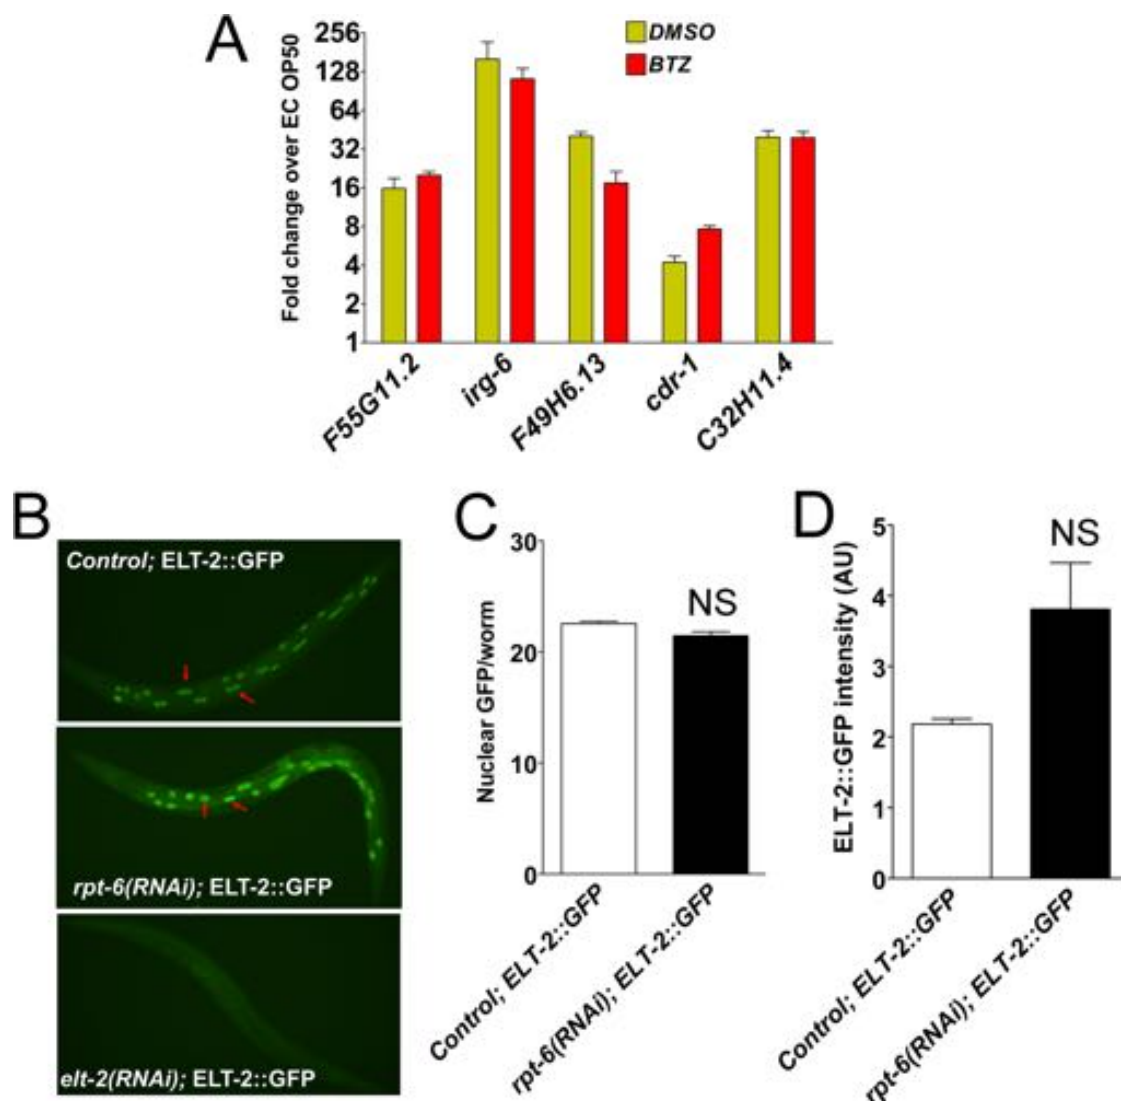 A
Fold change over EC OP50
256
128
64
32
16
8
4
2
1
DMSO
BTZ
F55G11.2
irg-6
F49H6.13
cdr-1
C32H11.4
B
Control; ELT-2::GFP
rpt-6(RNAi); ELT-2::GFP
elt-2(RNAi); ELT-2::GFP
C
Nuclear GFP/worm
30
20
10
0
NS
Control; ELT-2::GFP
rpt-6(RNAi); ELT-2::GFP
D
ELT-2::GFP intensity (AU)
5
4
3
2
1
0
NS
Control; ELT-2::GFP
rpt-6(RNAi); ELT-2::GFP